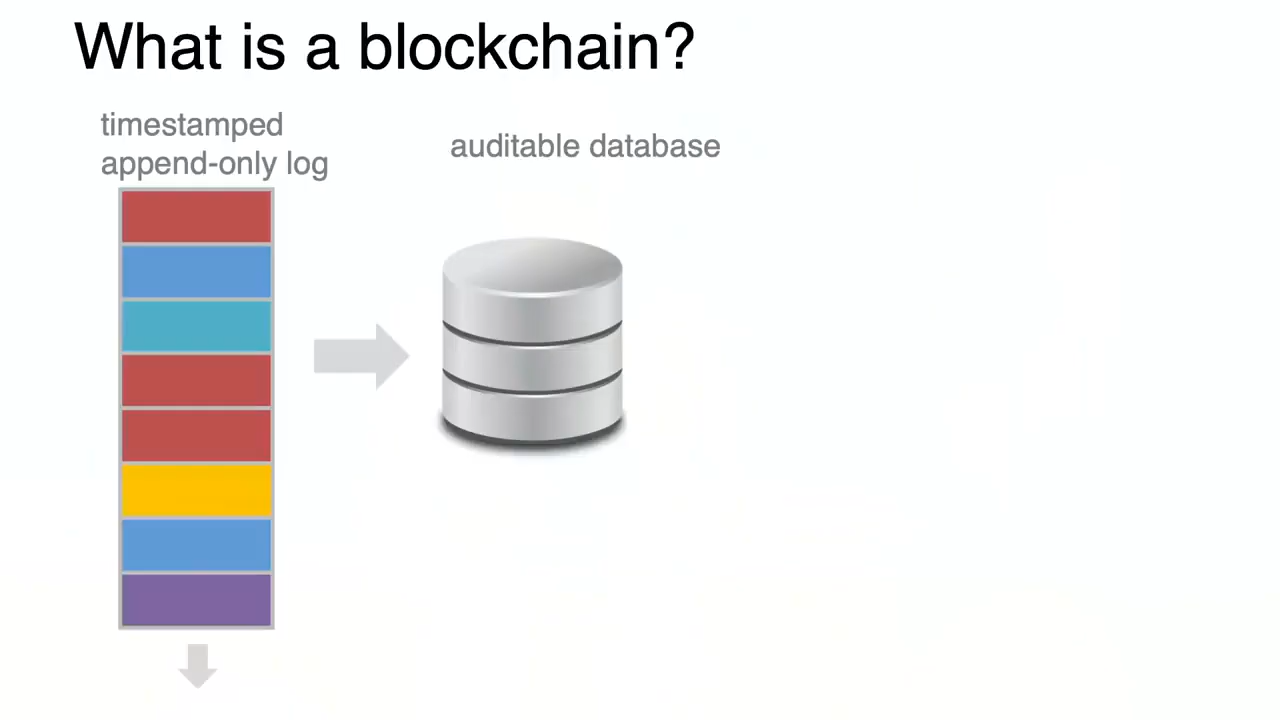 What is a blockchain?
timestamped
append-only log
auditable database